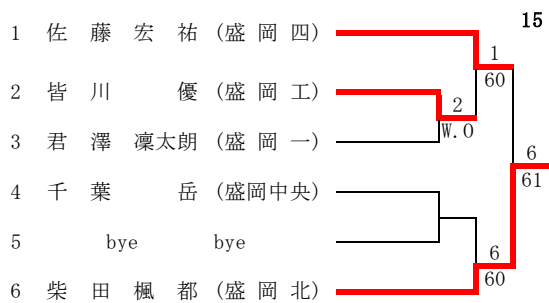 15
1 佐 藤 宏 祐 (盛 岡 四)
1
60
2 皆 川 優 (盛 岡 工)
2
W.O
3 君 澤 凜太朗 (盛 岡 一)
6
61
4 千 葉 岳 (盛岡中央)
5 bye bye
6
60
6 柴 田 楓 都 (盛 岡 北)